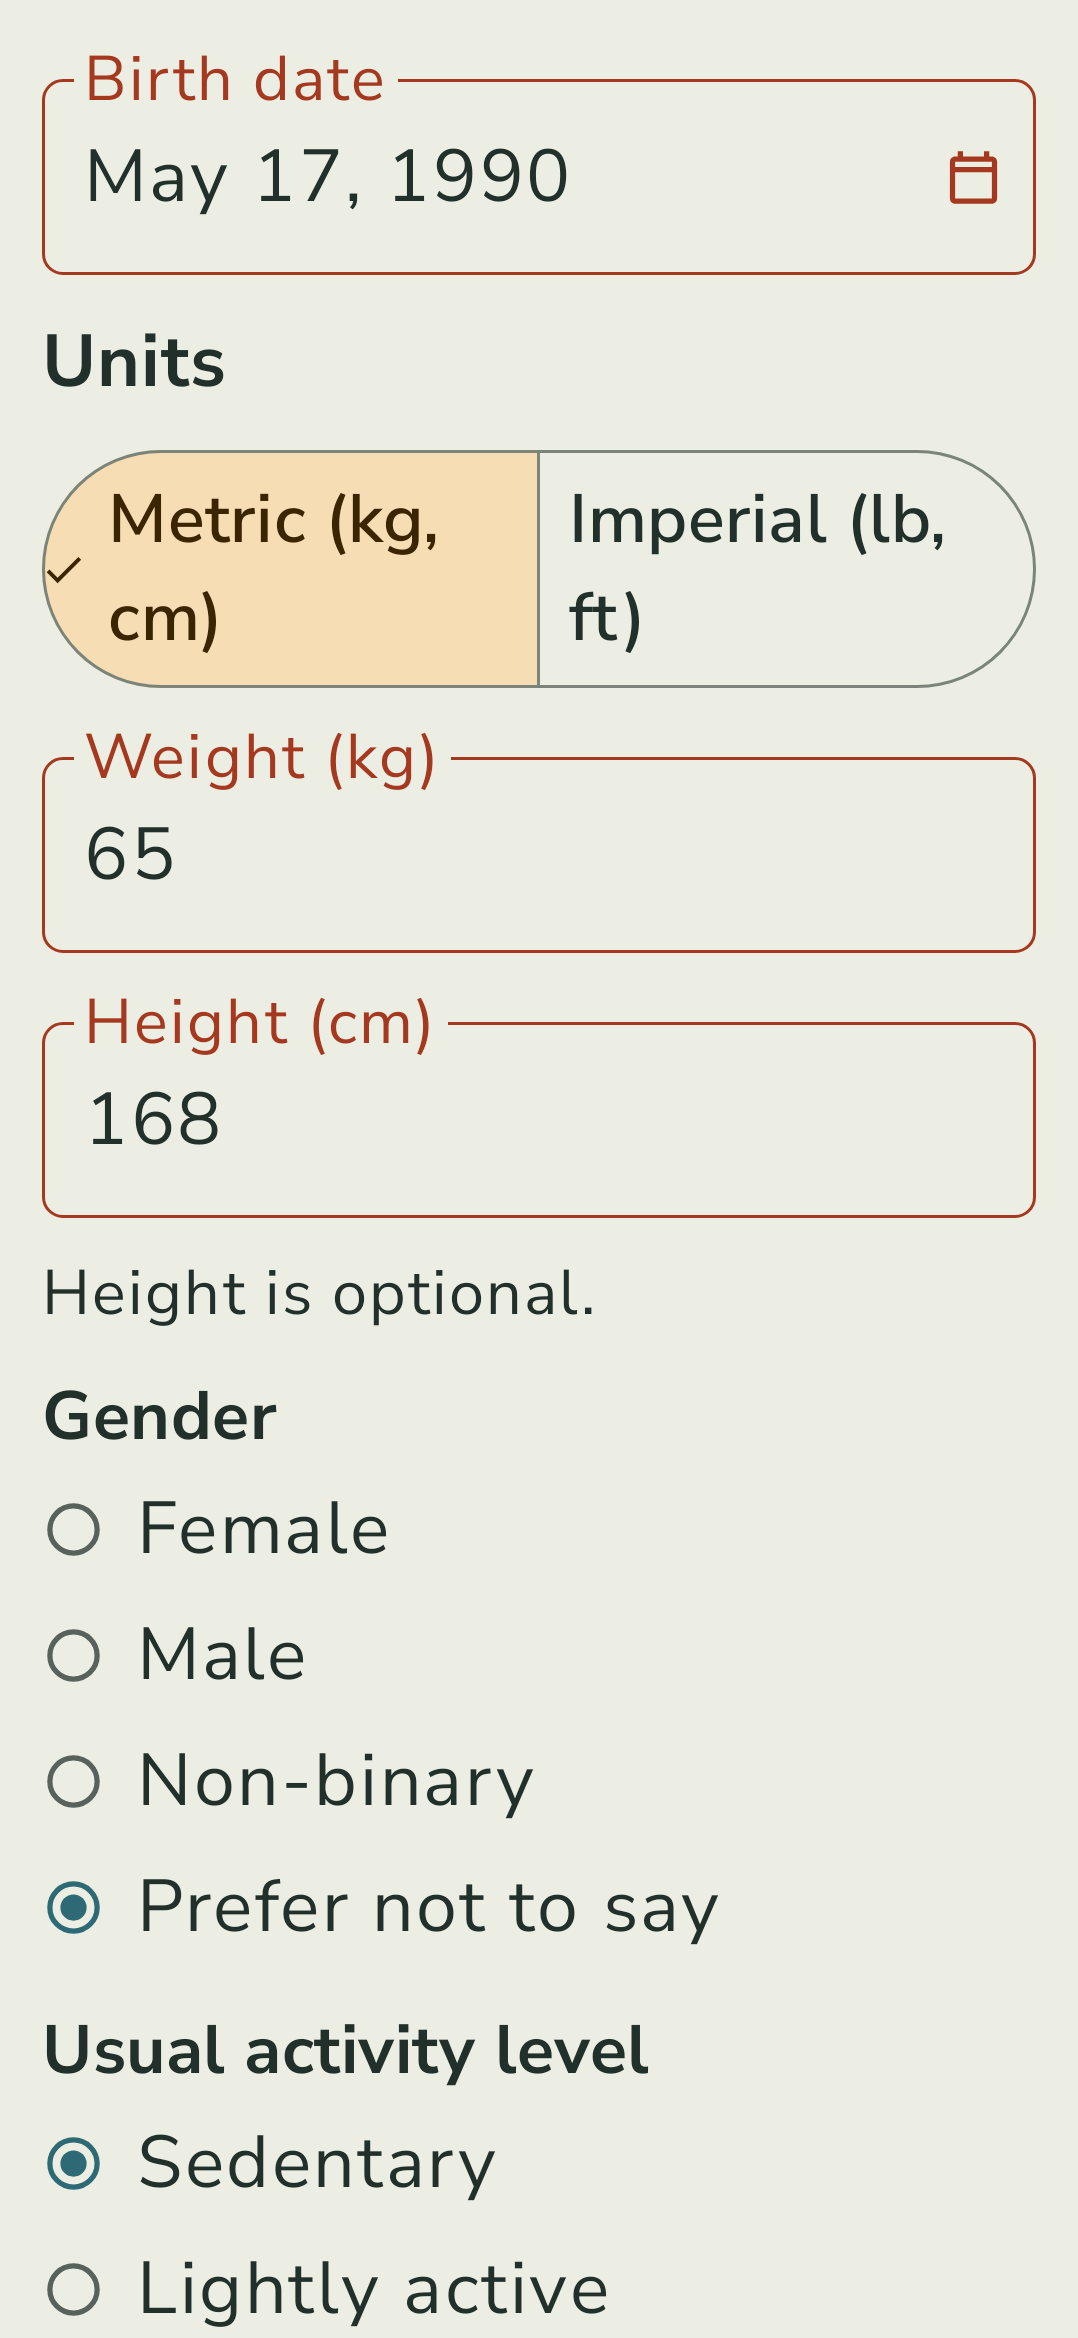 Birth date
May 17, 1990
Units
Metric (kg,
cm)
Imperial (lb,
ft)
Weight (kg)
65
Height (cm)
168
Height is optional.
Gender
Female
Male
Non-binary
Prefer not to say
Usual activity level
Sedentary
Lightly active